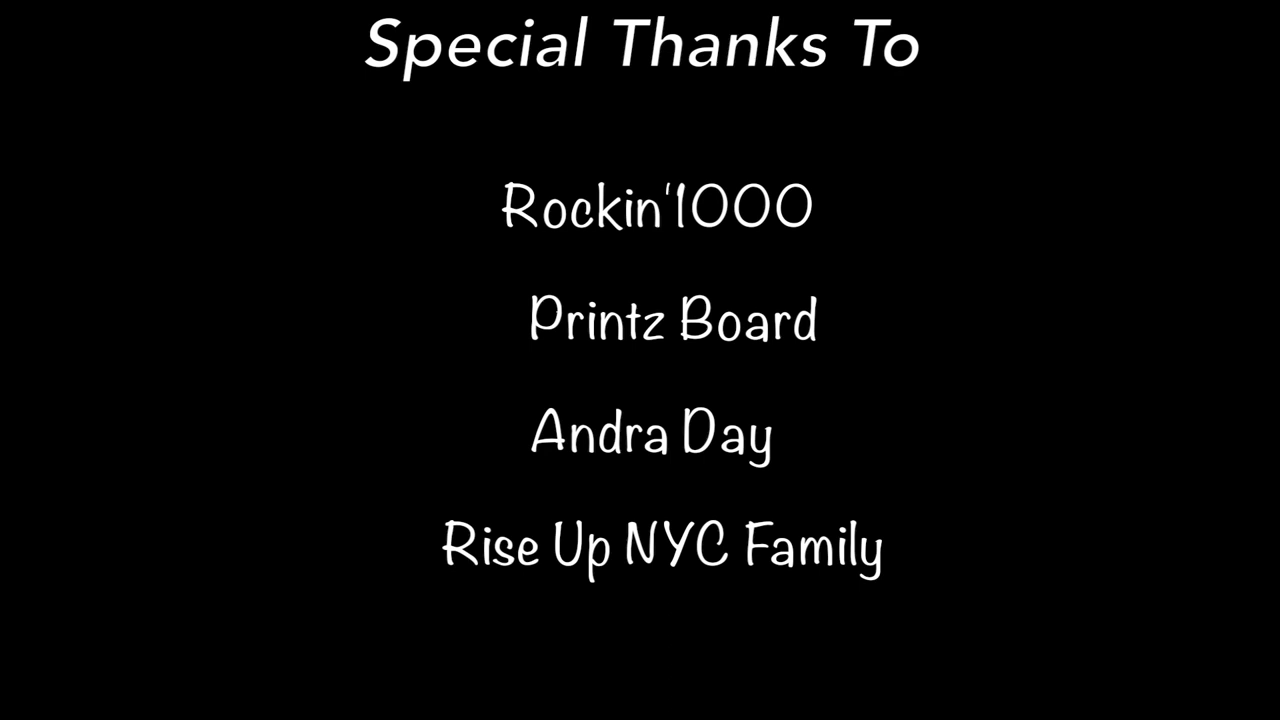 Special Thanks To
Rockin'1000
Printz Board
Andra Day
Rise Up NYC Family